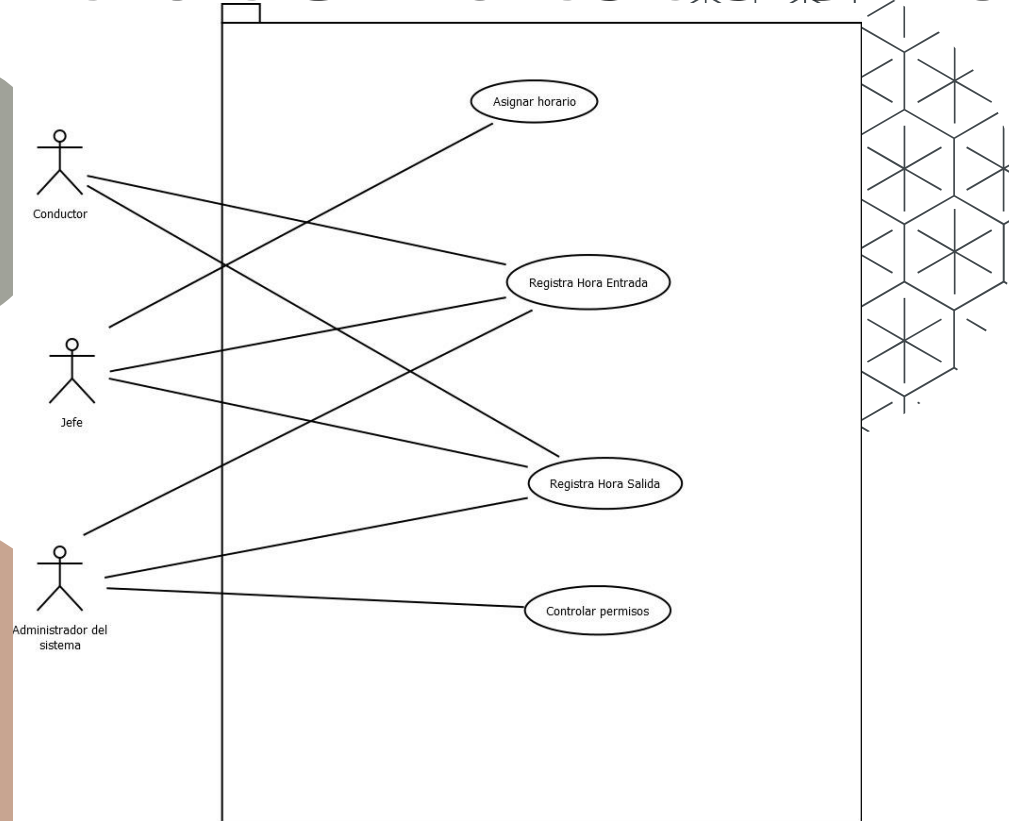 Asignar horario
Conductor
Registra Hora Entrada
Jefe
Registra Hora Salida
Controlar permisos
Administrador del
sistema